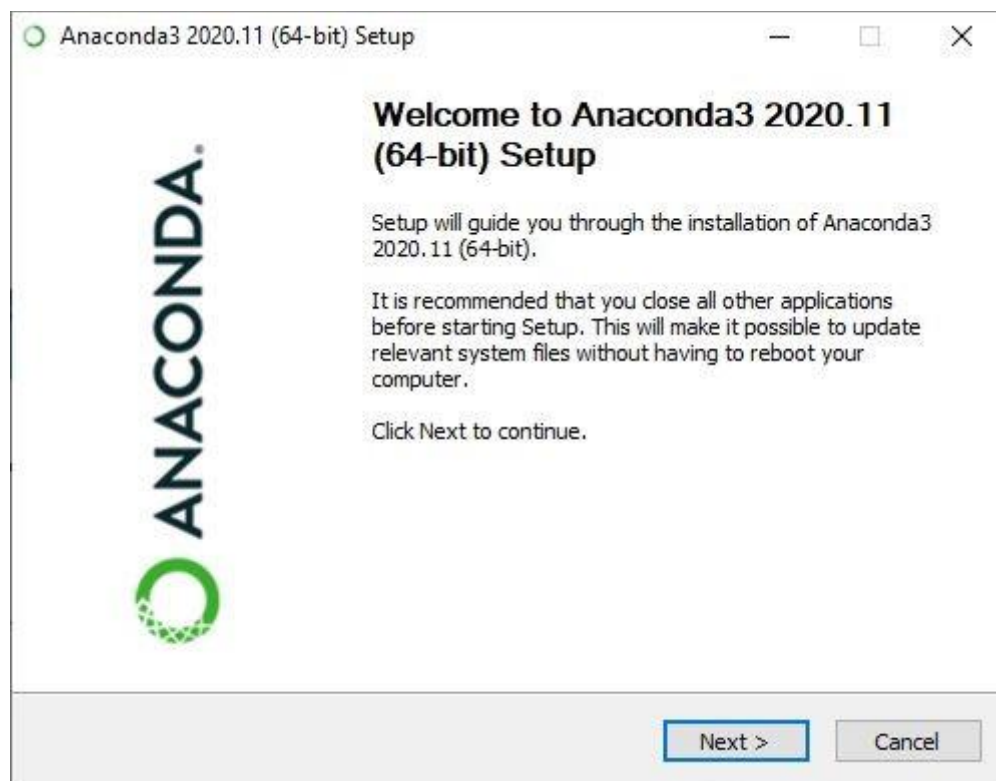 Anaconda3 2020.11 (64-bit) Setup
Welcome to Anaconda3 2020.11
(64-bit) Setup
Setup will guide you through the installation of Anaconda3
2020.11 (64-bit).
It is recommended that you close all other applications
before starting Setup. This will make it possible to update
relevant system files without having to reboot your
computer.
Click Next to continue.
ANACONDA.
Next >
Cancel